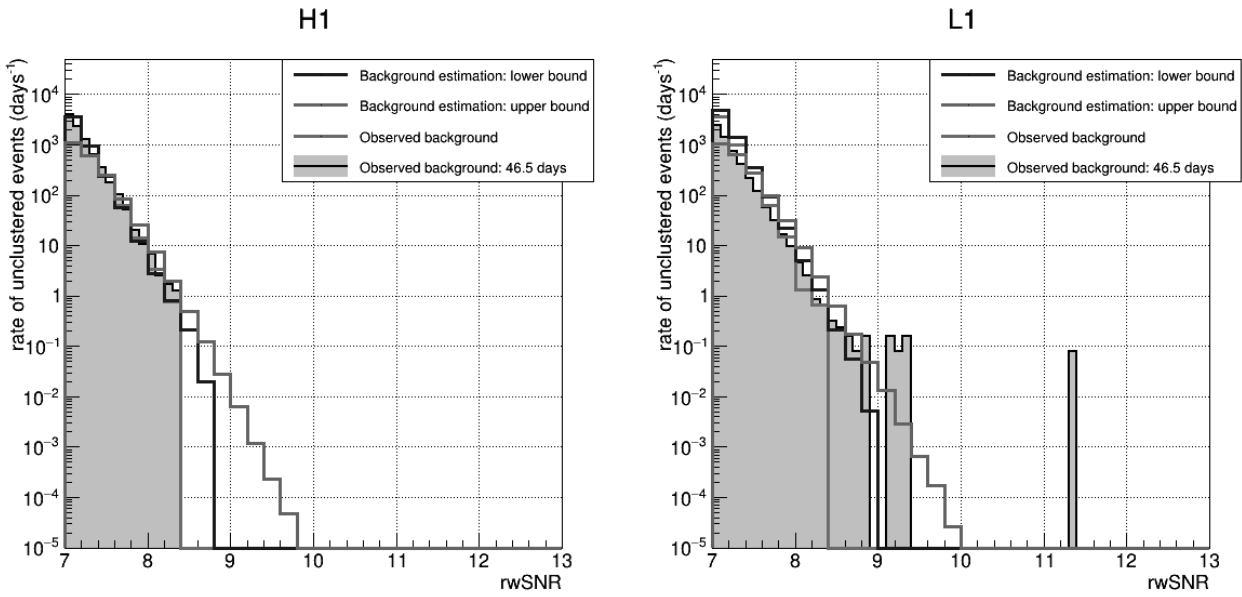 H1
rate of unclustered events (days⁻¹)
10⁴
10³
10²
10
1
10⁻¹
10⁻²
10⁻³
10⁻⁴
10⁻⁵
Background estimation: lower bound
Background estimation: upper bound
Observed background
Observed background: 46.5 days
7 8 9 10 11 12 13
rwSNR
L1
rate of unclustered events (days⁻¹)
10⁴
10³
10²
10
1
10⁻¹
10⁻²
10⁻³
10⁻⁴
10⁻⁵
Background estimation: lower bound
Background estimation: upper bound
Observed background
Observed background: 46.5 days
7 8 9 10 11 12 13
rwSNR